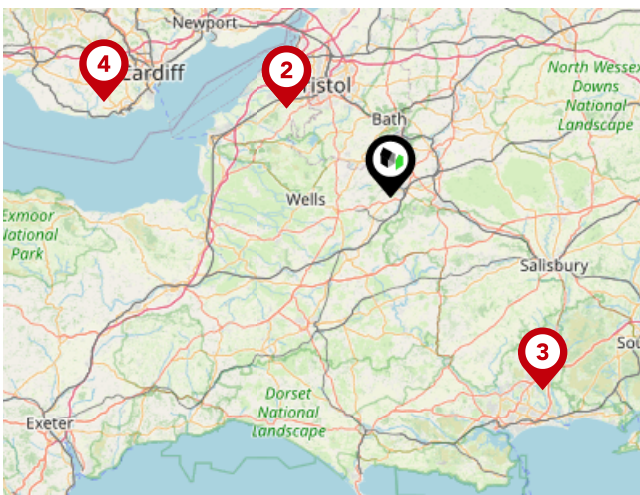 Newport
4
Cardiff
2
Bristol
North Wessex
Downs
National
Landscape
Bath
Wells
Exmoor
National
Park
Salisbury
3
Dorset
National
Landscape
Exeter
Sou